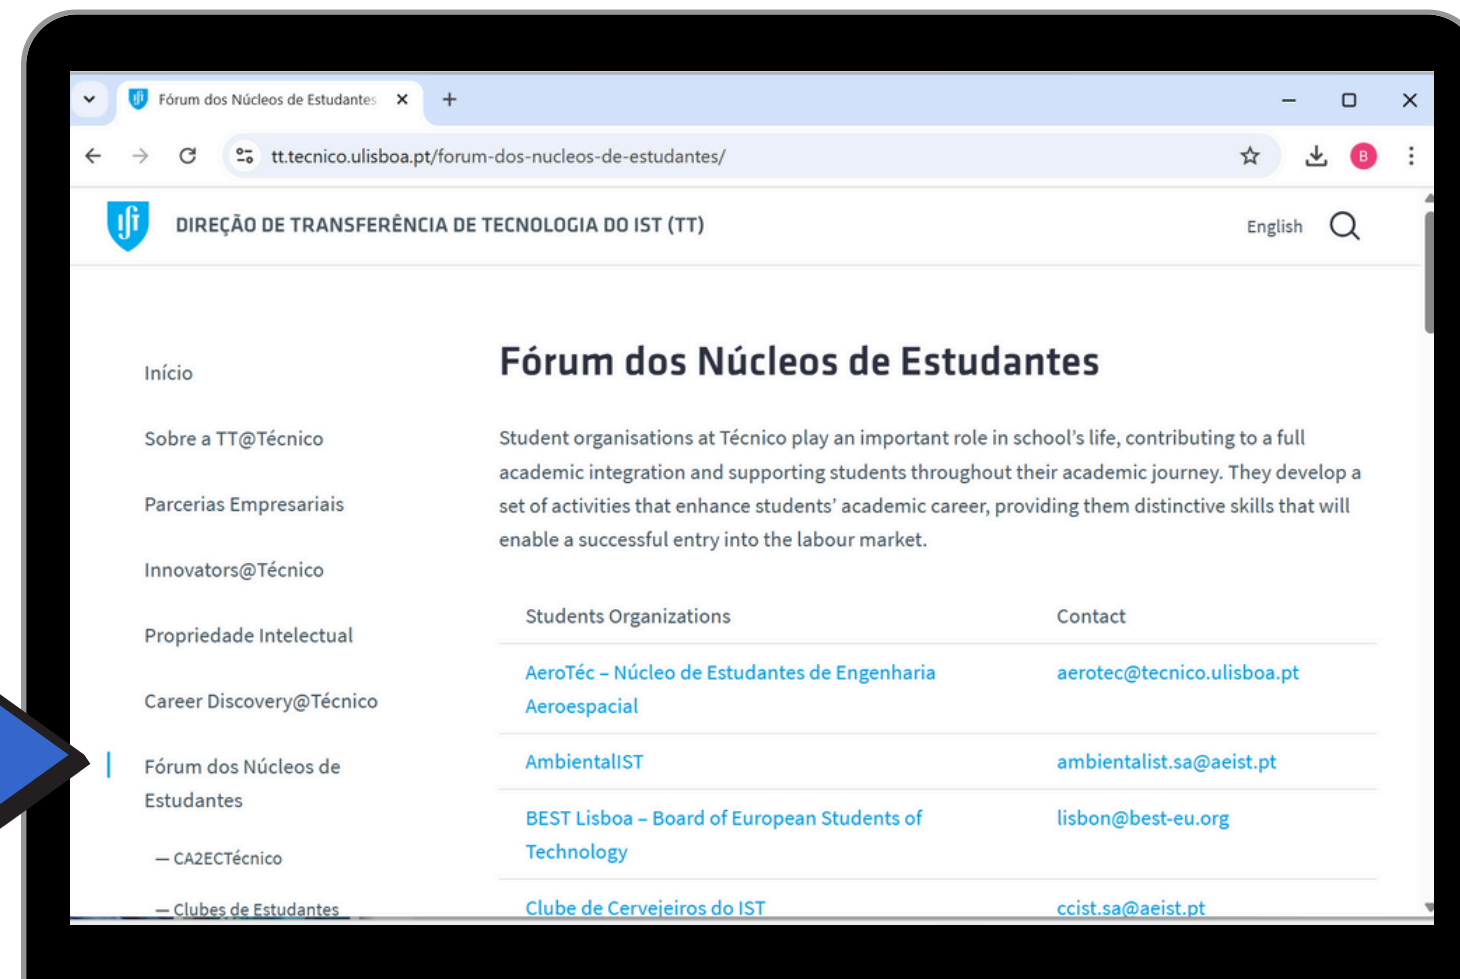 Fórum dos Núcleos de Estudantes
tt.tecnico.ulisboa.pt/forum-dos-nucleos-de-estudantes/
B
DIREÇÃO DE TRANSFERÊNCIA DE TECNOLOGIA DO IST (TT)
English
Início
Sobre a TT@Técnico
Parcerias Empresariais
Innovators@Técnico
Propriedade Intelectual
Career Discovery@Técnico
Fórum dos Núcleos de
Estudantes
— CA2ECTécnico
— Clubes de Estudantes
Fórum dos Núcleos de Estudantes
Student organisations at Técnico play an important role in school's life, contributing to a full
academic integration and supporting students throughout their academic journey. They develop a
set of activities that enhance students' academic career, providing them distinctive skills that will
enable a successful entry into the labour market.
Students Organizations Contact
AeroTéc – Núcleo de Estudantes de Engenharia aerotec@tecnico.ulisboa.pt
Aeroespacial
AmbientalIST ambientalist.sa@aeist.pt
BEST Lisboa – Board of European Students of lisbon@best-eu.org
Technology
Clube de Cervejeiros do IST ccist.sa@aeist.pt